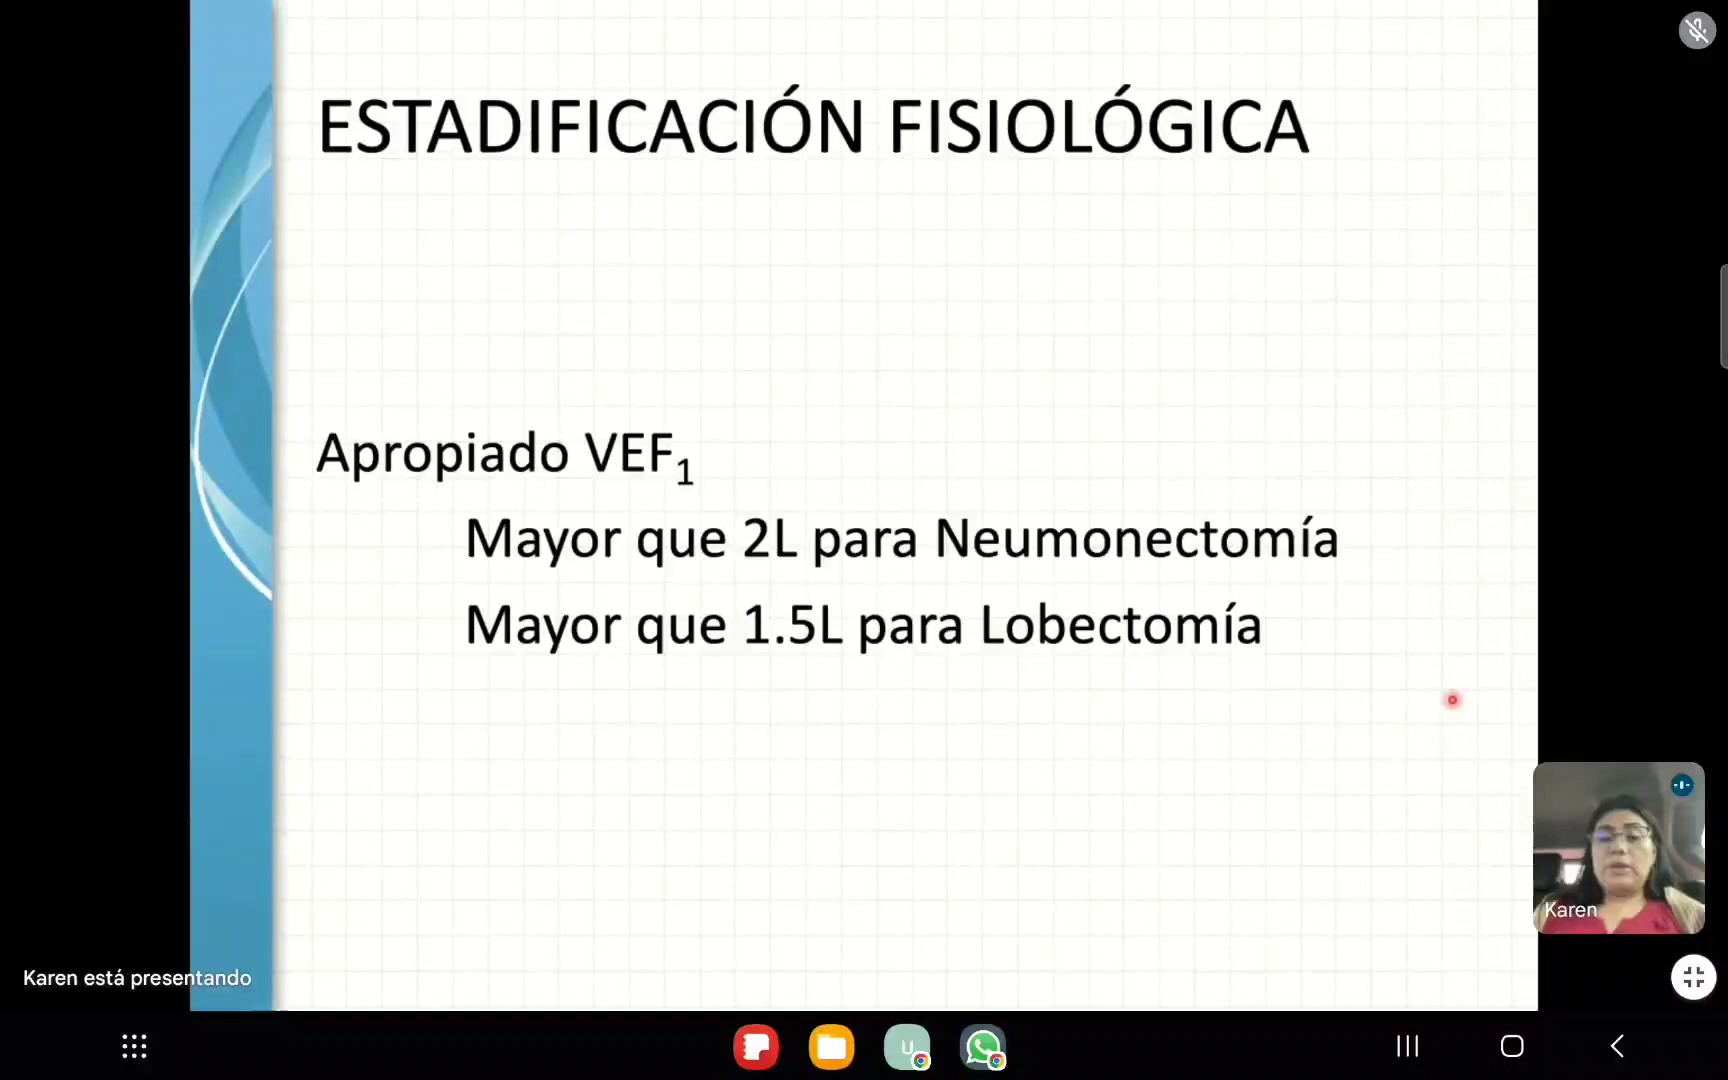 ESTADIFICACIÓN FISIOLÓGICA
Apropiado VEF₁
Mayor que 2L para Neumonectomía
Mayor que 1.5L para Lobectomía
Karen
Karen está presentando
U